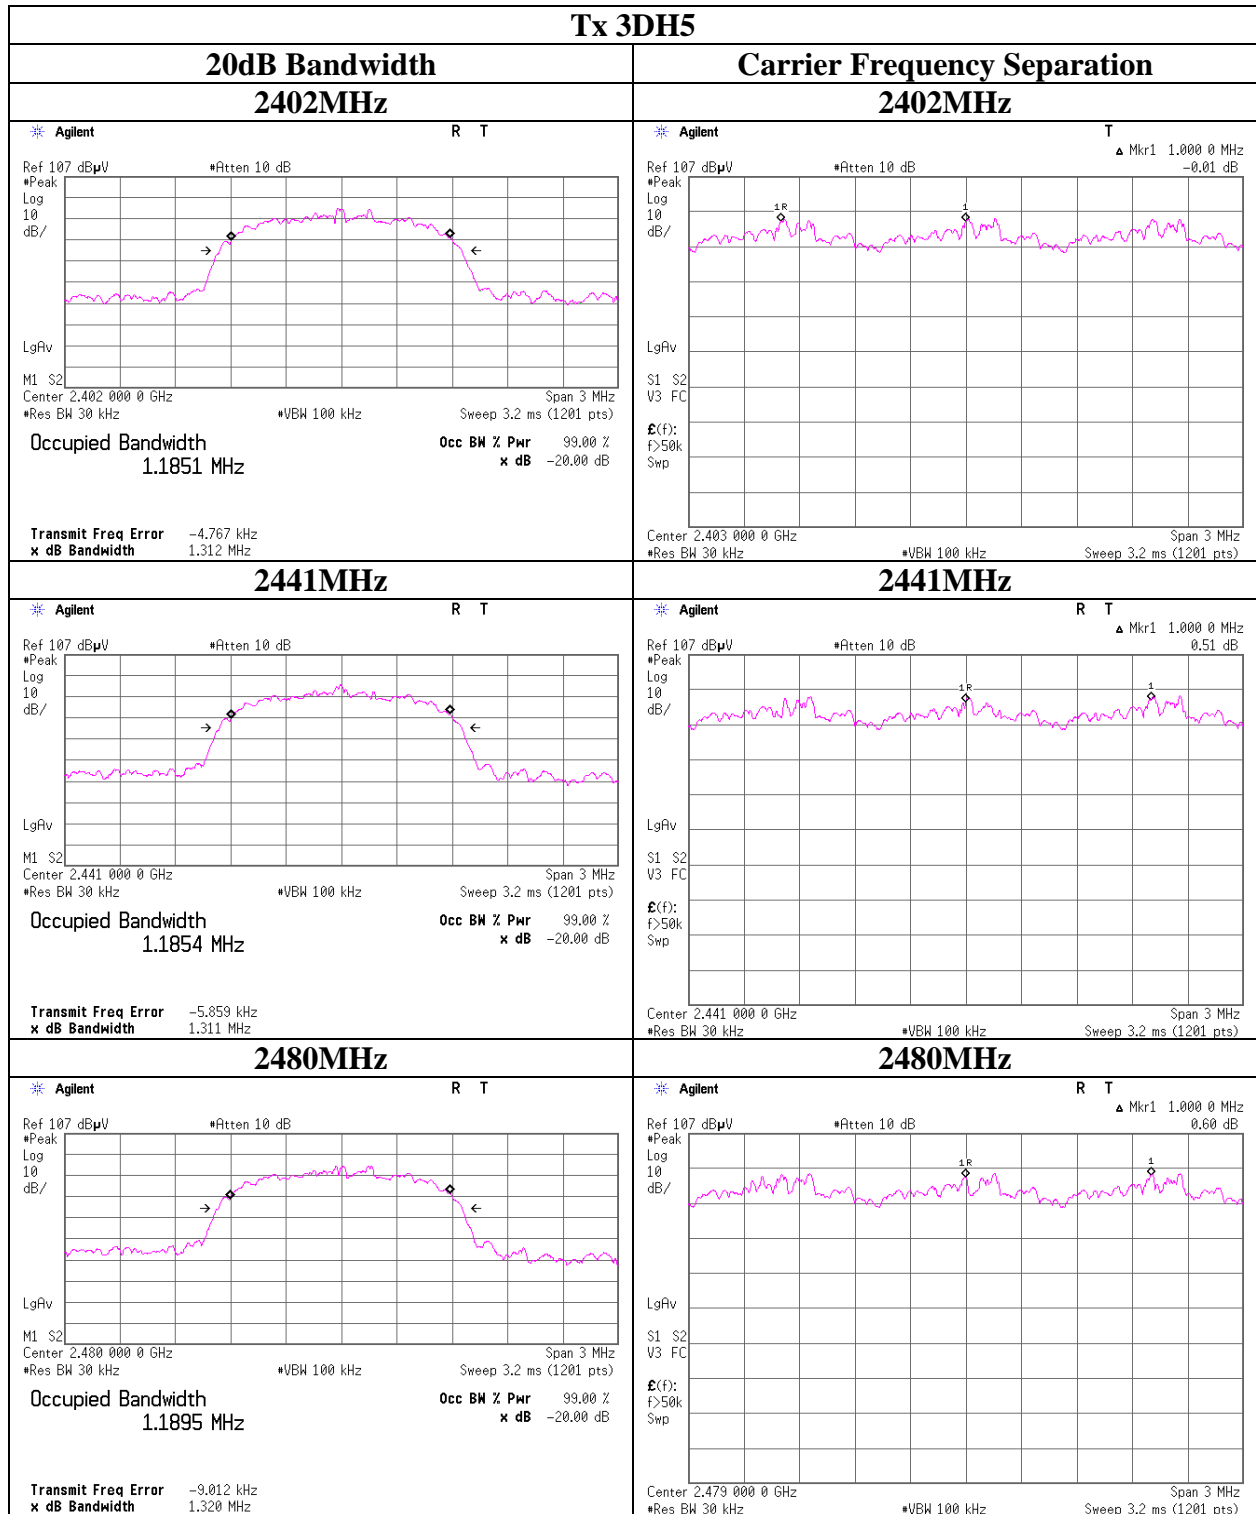 Tx 3DH5
20dB Bandwidth
Carrier Frequency Separation
2402MHz
2402MHz
Agilent
R T
Ref 107 dBµV
#Atten 10 dB
#Peak
Log
10
dB/
LgAv
M1 S2
Center 2.402 000 0 GHz
Span 3 MHz
#Res BW 30 kHz
#VBW 100 kHz
Sweep 3.2 ms (1201 pts)
Occupied Bandwidth
1.1851 MHz
Occ BW % Pwr 99.00 %
x dB -20.00 dB
Transmit Freq Error -4.767 kHz
x dB Bandwidth 1.312 MHz
Agilent
T
Δ Mkr1 1.000 0 MHz
Ref 107 dBµV
#Atten 10 dB
-0.01 dB
#Peak
Log
10
dB/
1R
1
LgAv
S1 S2
V3 FC
£(f):
f>50k
Swp
Center 2.403 000 0 GHz
Span 3 MHz
#Res BW 30 kHz
#VBW 100 kHz
Sweep 3.2 ms (1201 pts)
2441MHz
2441MHz
Agilent
R T
Ref 107 dBµV
#Atten 10 dB
#Peak
Log
10
dB/
LgAv
M1 S2
Center 2.441 000 0 GHz
Span 3 MHz
#Res BW 30 kHz
#VBW 100 kHz
Sweep 3.2 ms (1201 pts)
Occupied Bandwidth
1.1854 MHz
Occ BW % Pwr 99.00 %
x dB -20.00 dB
Transmit Freq Error -5.859 kHz
x dB Bandwidth 1.311 MHz
Agilent
R T
Δ Mkr1 1.000 0 MHz
Ref 107 dBµV
#Atten 10 dB
0.51 dB
#Peak
Log
10
dB/
1R
1
LgAv
S1 S2
V3 FC
£(f):
f>50k
Swp
Center 2.441 000 0 GHz
Span 3 MHz
#Res BW 30 kHz
#VBW 100 kHz
Sweep 3.2 ms (1201 pts)
2480MHz
2480MHz
Agilent
R T
Ref 107 dBµV
#Atten 10 dB
#Peak
Log
10
dB/
LgAv
M1 S2
Center 2.480 000 0 GHz
Span 3 MHz
#Res BW 30 kHz
#VBW 100 kHz
Sweep 3.2 ms (1201 pts)
Occupied Bandwidth
1.1895 MHz
Occ BW % Pwr 99.00 %
x dB -20.00 dB
Transmit Freq Error -9.012 kHz
x dB Bandwidth 1.320 MHz
Agilent
R T
Δ Mkr1 1.000 0 MHz
Ref 107 dBµV
#Atten 10 dB
0.60 dB
#Peak
Log
10
dB/
1R
1
LgAv
S1 S2
V3 FC
£(f):
f>50k
Swp
Center 2.479 000 0 GHz
Span 3 MHz
#Res BW 30 kHz
#VBW 100 kHz
Sweep 3.2 ms (1201 pts)